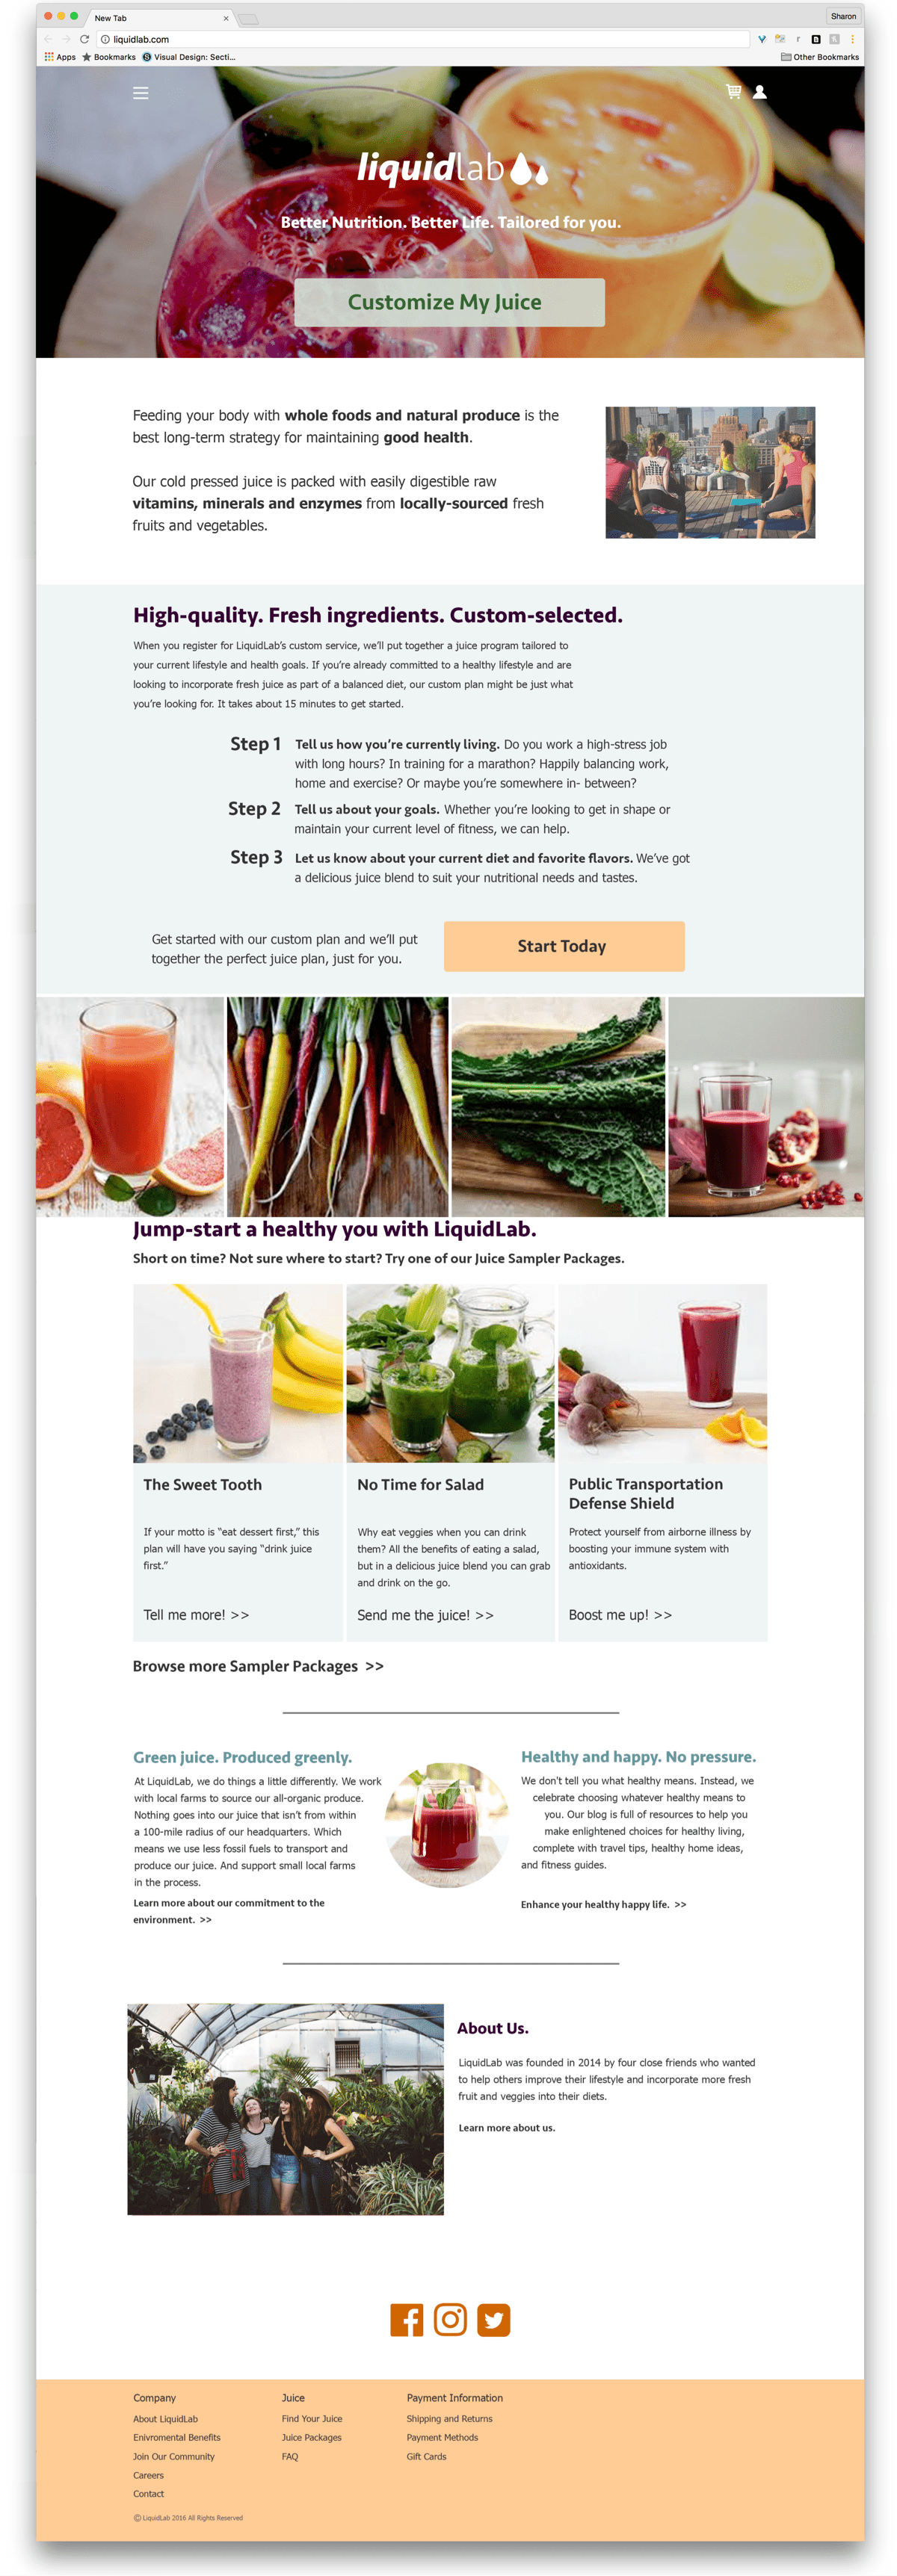 New Tab
Sharon
liquidlab.com
Apps
Bookmarks
Visual Design: Secti...
Other Bookmarks
liquidlab
Better Nutrition. Better Life. Tailored for you.
Customize My Juice
Feeding your body with whole foods and natural produce is the
best long-term strategy for maintaining good health.
Our cold pressed juice is packed with easily digestible raw
vitamins, minerals and enzymes from locally-sourced fresh
fruits and vegetables.
High-quality. Fresh ingredients. Custom-selected.
When you register for LiquidLab's custom service, we'll put together a juice program tailored to
your current lifestyle and health goals. If you're already committed to a healthy lifestyle and are
looking to incorporate fresh juice as part of a balanced diet, our custom plan might be just what
you're looking for. It takes about 15 minutes to get started.
Step 1
Tell us how you're currently living. Do you work a high-stress job
with long hours? In training for a marathon? Happily balancing work,
home and exercise? Or maybe you're somewhere in- between?
Step 2
Tell us about your goals. Whether you're looking to get in shape or
maintain your current level of fitness, we can help.
Step 3
Let us know about your current diet and favorite flavors. We've got
a delicious juice blend to suit your nutritional needs and tastes.
Get started with our custom plan and we'll put
together the perfect juice plan, just for you.
Start Today
Jump-start a healthy you with LiquidLab.
Short on time? Not sure where to start? Try one of our Juice Sampler Packages.
The Sweet Tooth
If your motto is "eat dessert first," this
plan will have you saying "drink juice
first."
Tell me more! >>
No Time for Salad
Why eat veggies when you can drink
them? All the benefits of eating a salad,
but in a delicious juice blend you can grab
and drink on the go.
Send me the juice! >>
Public Transportation
Defense Shield
Protect yourself from airborne illness by
boosting your immune system with
antioxidants.
Boost me up! >>
Browse more Sampler Packages >>
Green juice. Produced greenly.
At LiquidLab, we do things a little differently. We work
with local farms to source our all-organic produce.
Nothing goes into our juice that isn't from within
a 100-mile radius of our headquarters. Which
means we use less fossil fuels to transport and
produce our juice. And support small local farms
in the process.
Learn more about our commitment to the
environment. >>
Healthy and happy. No pressure.
We don't tell you what healthy means. Instead, we
celebrate choosing whatever healthy means to
you. Our blog is full of resources to help you
make enlightened choices for healthy living,
complete with travel tips, healthy home ideas,
and fitness guides.
Enhance your healthy happy life. >>
About Us.
LiquidLab was founded in 2014 by four close friends who wanted
to help others improve their lifestyle and incorporate more fresh
fruit and veggies into their diets.
Learn more about us.
Company
About LiquidLab
Enivromental Benefits
Join Our Community
Careers
Contact
Juice
Find Your Juice
Juice Packages
FAQ
Payment Information
Shipping and Returns
Payment Methods
Gift Cards
© LiquidLab 2016 All Rights Reserved